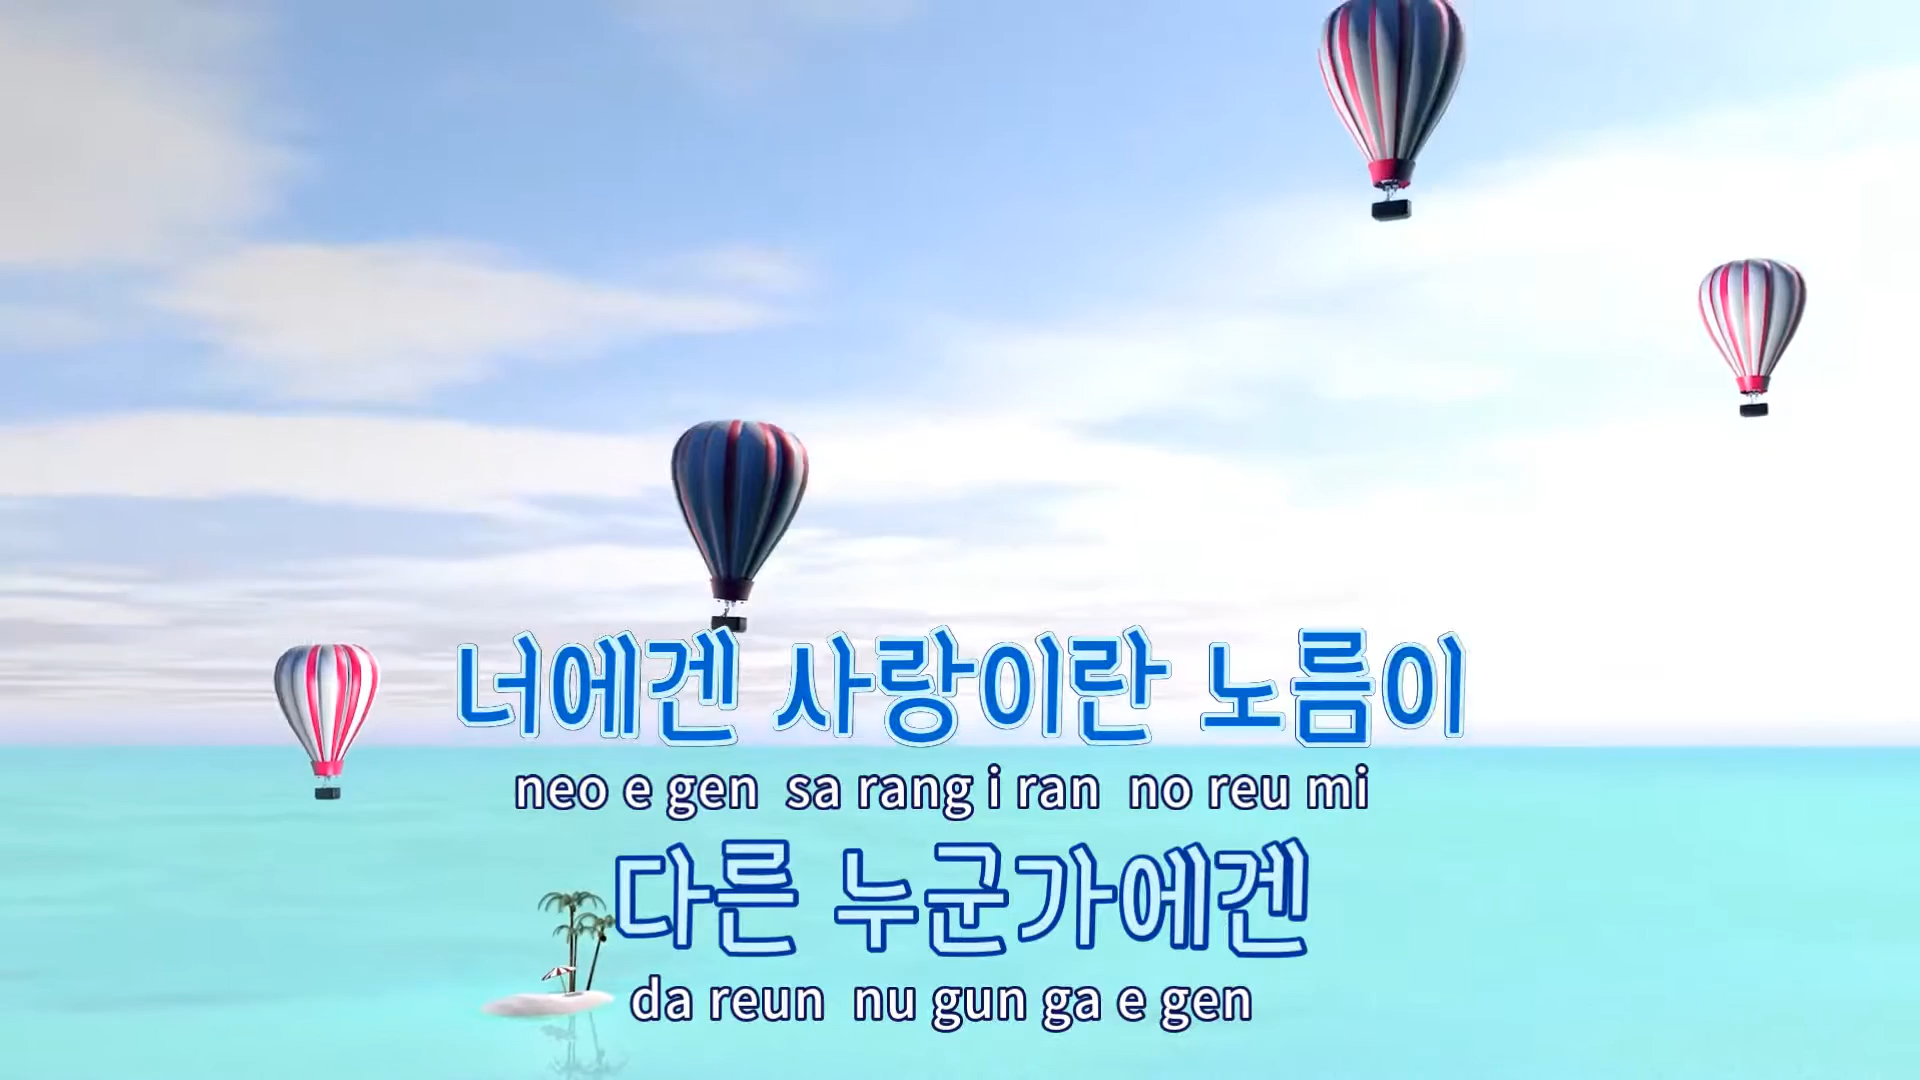 너에겐 사랑이란 노름이
neo e gen sa rang i ran no reu mi
다른 누군가에겐
da reun nu gun ga e gen